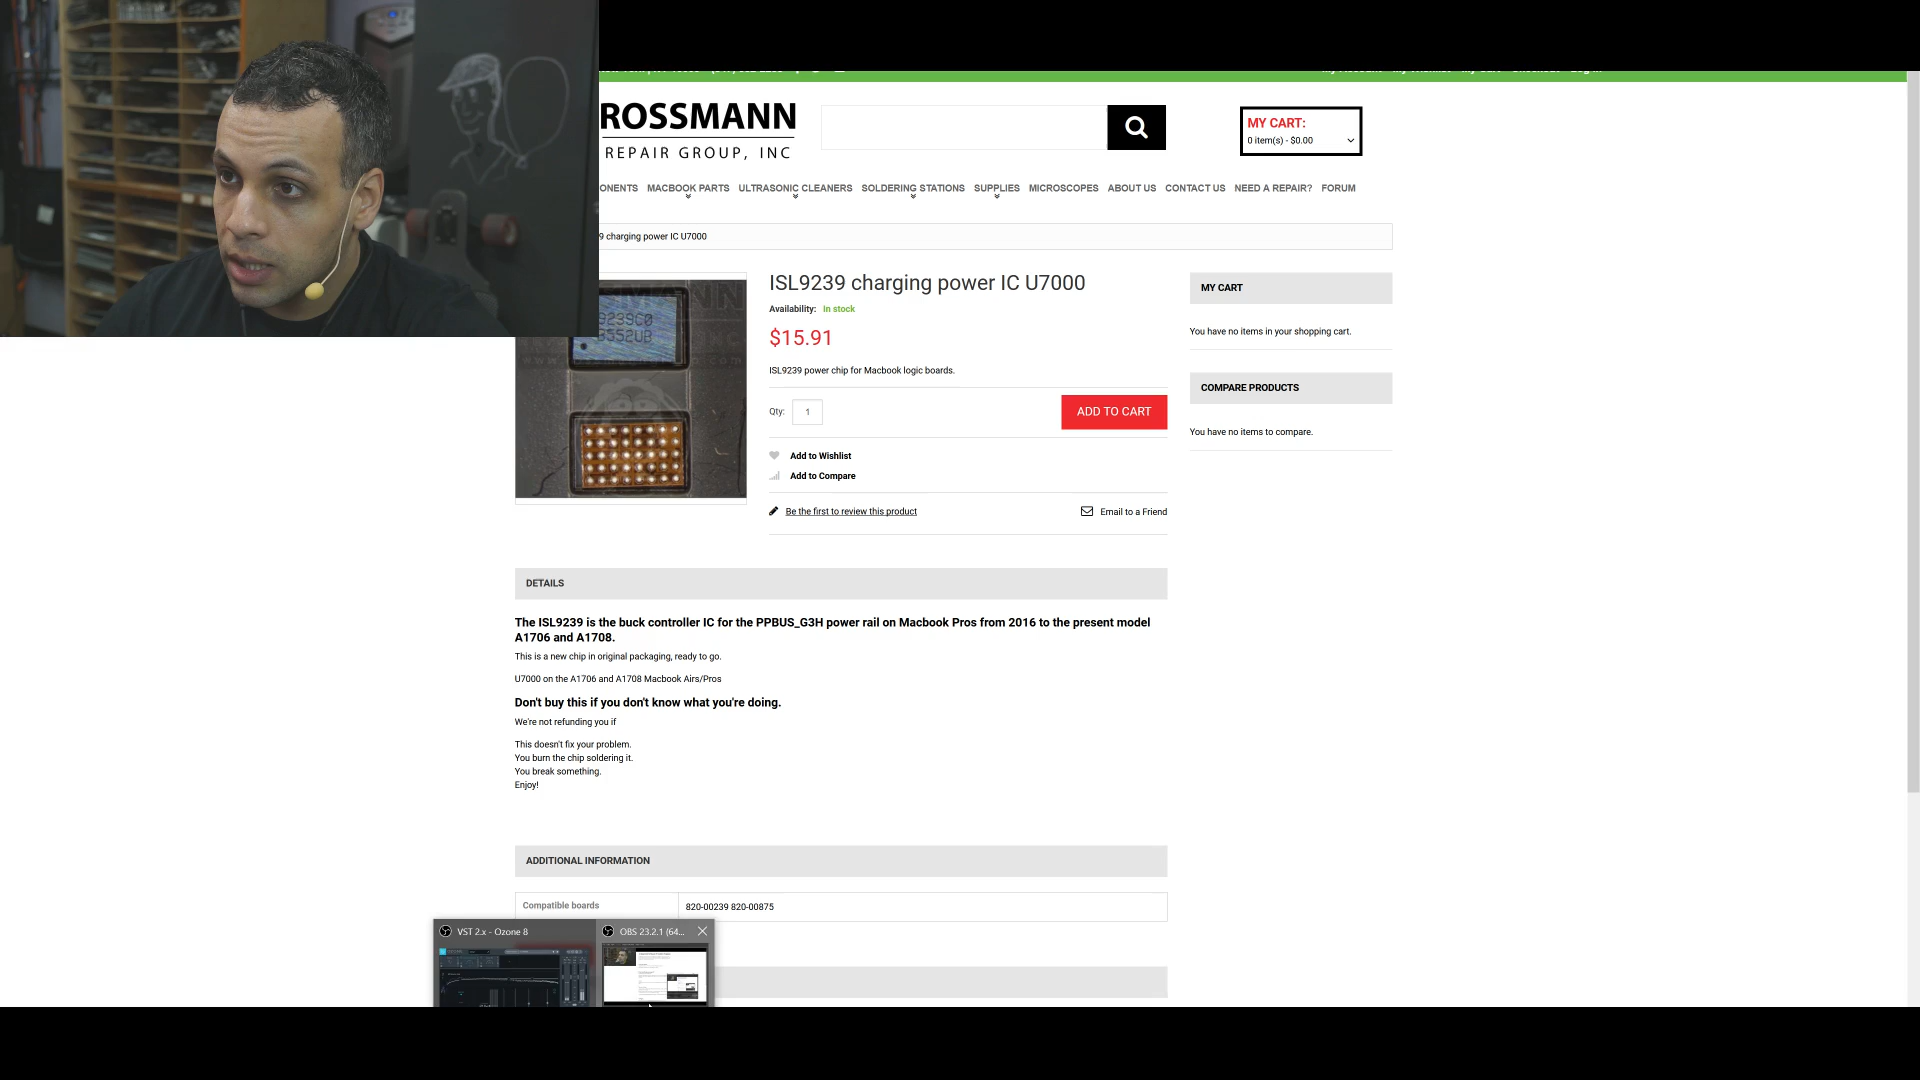 ROSSMANN
REPAIR GROUP, INC
MY CART:
0 item(s) - $0.00
ONENTS MACBOOK PARTS ULTRASONIC CLEANERS SOLDERING STATIONS SUPPLIES MICROSCOPES ABOUT US CONTACT US NEED A REPAIR? FORUM
9 charging power IC U7000
9239C0
3552UB
ISL9239 charging power IC U7000
Availability: In stock
$15.91
ISL9239 power chip for Macbook logic boards.
Qty: 1 ADD TO CART
Add to Wishlist
Add to Compare
Be the first to review this product Email to a Friend
MY CART
You have no items in your shopping cart.
COMPARE PRODUCTS
You have no items to compare.
DETAILS
The ISL9239 is the buck controller IC for the PPBUS_G3H power rail on Macbook Pros from 2016 to the present model
A1706 and A1708.
This is a new chip in original packaging, ready to go.
U7000 on the A1706 and A1708 Macbook Airs/Pros
Don't buy this if you don't know what you're doing.
We're not refunding you if
This doesn't fix your problem.
You burn the chip soldering it.
You break something.
Enjoy!
ADDITIONAL INFORMATION
Compatible boards 820-00239 820-00875
VST 2.x - Ozone 8 OBS 23.2.1 (64...